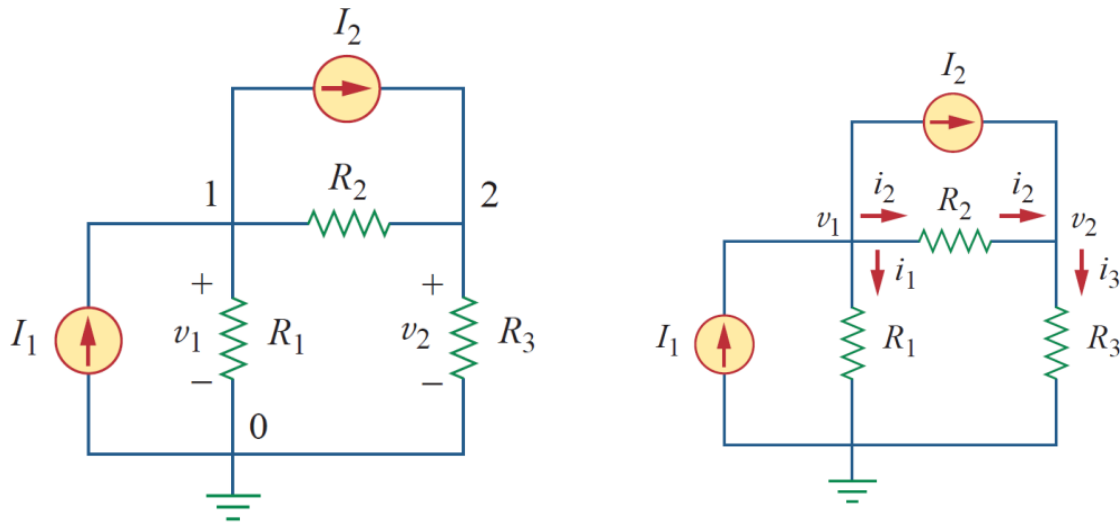 I₂
R₂
1
2
I₁
+
v₁
−
R₁
+
v₂
−
R₃
0
I₂
v₁
i₂
R₂
i₂
v₂
i₁
i₃
I₁
R₁
R₃